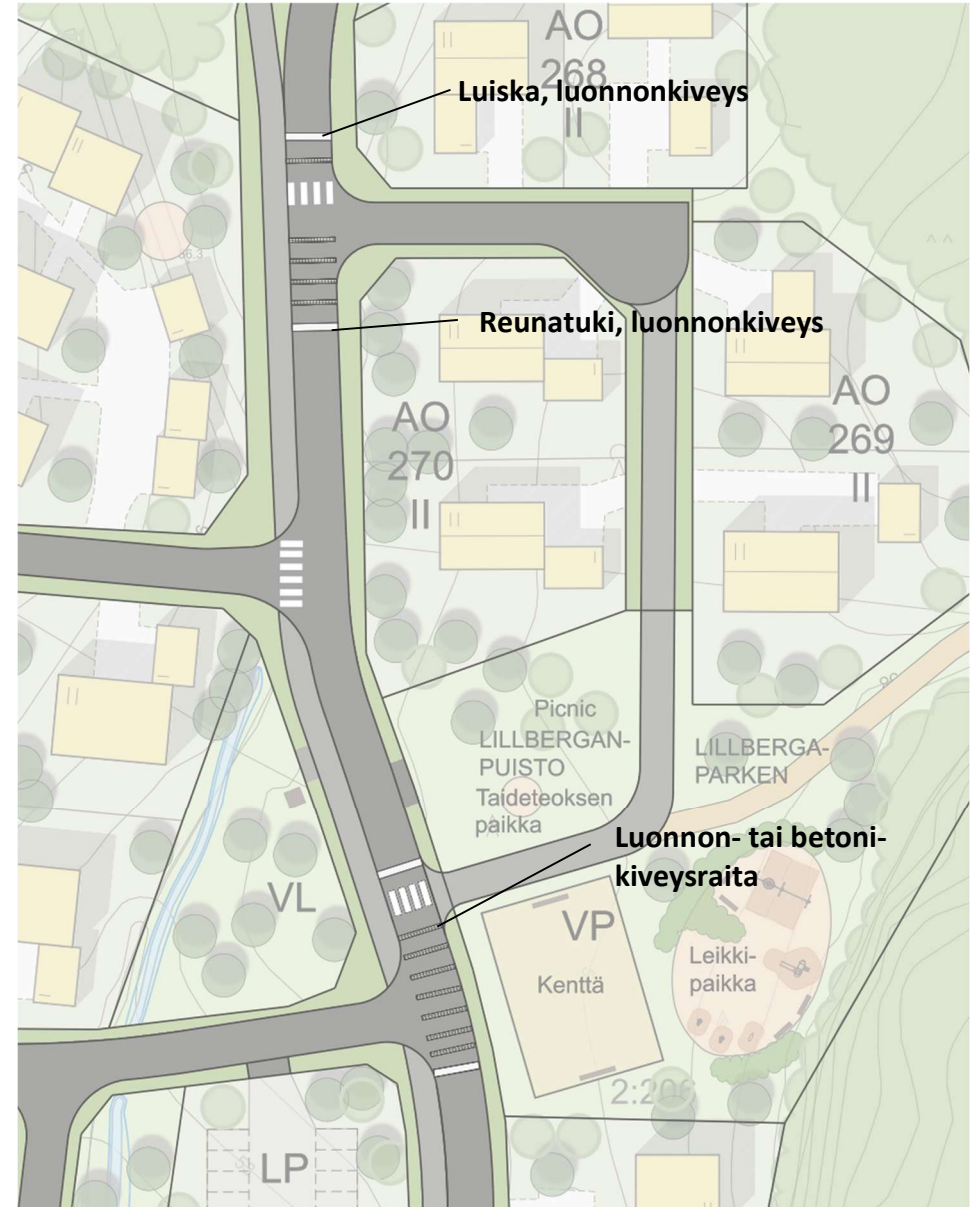 AO
268
II
Luiska, luonnonkiveys
Reunatuki, luonnonkiveys
AO
270
II
AO
269
II
Picnic
LILLBERGAN-
PUISTO
Taideteoksen
paikka
LILLBERGA-
PARKEN
Luonnon- tai betoni-
kiveysraita
VL
VP
Kenttä
Leikki-
paikka
2:206
LP